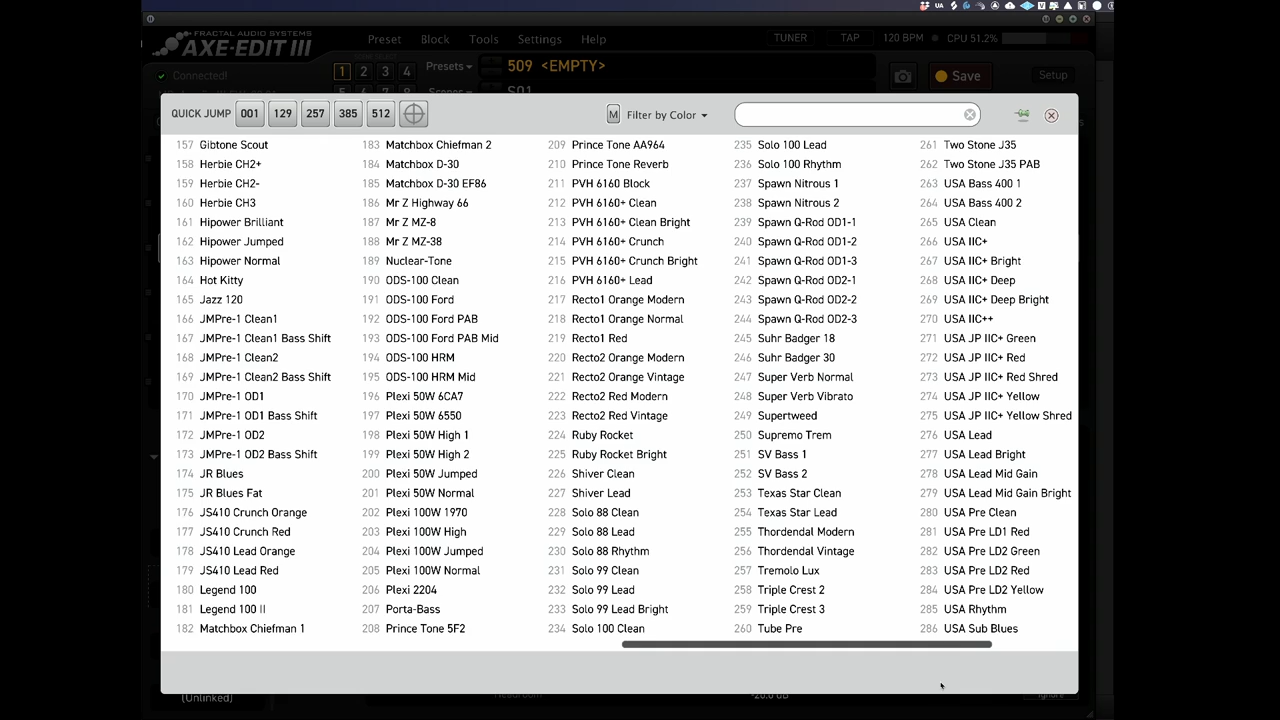 UA
FRACTAL AUDIO SYSTEMS
AXE-EDIT III
Preset Block Tools Settings Help
TUNER TAP 120 BPM CPU 51.2%
Connected!
1 2 3 4
Presets
509 <EMPTY>
Save
Setup
Scenes
S01
QUICK JUMP 001 129 257 385 512
M Filter by Color
157 Gibtone Scout
158 Herbie CH2+
159 Herbie CH2-
160 Herbie CH3
161 Hipower Brilliant
162 Hipower Jumped
163 Hipower Normal
164 Hot Kitty
165 Jazz 120
166 JMPre-1 Clean1
167 JMPre-1 Clean1 Bass Shift
168 JMPre-1 Clean2
169 JMPre-1 Clean2 Bass Shift
170 JMPre-1 OD1
171 JMPre-1 OD1 Bass Shift
172 JMPre-1 OD2
173 JMPre-1 OD2 Bass Shift
174 JR Blues
175 JR Blues Fat
176 JS410 Crunch Orange
177 JS410 Crunch Red
178 JS410 Lead Orange
179 JS410 Lead Red
180 Legend 100
181 Legend 100 II
182 Matchbox Chiefman 1
183 Matchbox Chiefman 2
184 Matchbox D-30
185 Matchbox D-30 EF86
186 Mr Z Highway 66
187 Mr Z MZ-8
188 Mr Z MZ-38
189 Nuclear-Tone
190 ODS-100 Clean
191 ODS-100 Ford
192 ODS-100 Ford PAB
193 ODS-100 Ford PAB Mid
194 ODS-100 HRM
195 ODS-100 HRM Mid
196 Plexi 50W 6CA7
197 Plexi 50W 6550
198 Plexi 50W High 1
199 Plexi 50W High 2
200 Plexi 50W Jumped
201 Plexi 50W Normal
202 Plexi 100W 1970
203 Plexi 100W High
204 Plexi 100W Jumped
205 Plexi 100W Normal
206 Plexi 2204
207 Porta-Bass
208 Prince Tone 5F2
209 Prince Tone AA964
210 Prince Tone Reverb
211 PVH 6160 Block
212 PVH 6160+ Clean
213 PVH 6160+ Clean Bright
214 PVH 6160+ Crunch
215 PVH 6160+ Crunch Bright
216 PVH 6160+ Lead
217 Recto1 Orange Modern
218 Recto1 Orange Normal
219 Recto1 Red
220 Recto2 Orange Modern
221 Recto2 Orange Vintage
222 Recto2 Red Modern
223 Recto2 Red Vintage
224 Ruby Rocket
225 Ruby Rocket Bright
226 Shiver Clean
227 Shiver Lead
228 Solo 88 Clean
229 Solo 88 Lead
230 Solo 88 Rhythm
231 Solo 99 Clean
232 Solo 99 Lead
233 Solo 99 Lead Bright
234 Solo 100 Clean
235 Solo 100 Lead
236 Solo 100 Rhythm
237 Spawn Nitrous 1
238 Spawn Nitrous 2
239 Spawn Q-Rod OD1-1
240 Spawn Q-Rod OD1-2
241 Spawn Q-Rod OD1-3
242 Spawn Q-Rod OD2-1
243 Spawn Q-Rod OD2-2
244 Spawn Q-Rod OD2-3
245 Suhr Badger 18
246 Suhr Badger 30
247 Super Verb Normal
248 Super Verb Vibrato
249 Supertweed
250 Supremo Trem
251 SV Bass 1
252 SV Bass 2
253 Texas Star Clean
254 Texas Star Lead
255 Thordendal Modern
256 Thordendal Vintage
257 Tremolo Lux
258 Triple Crest 2
259 Triple Crest 3
260 Tube Pre
261 Two Stone J35
262 Two Stone J35 PAB
263 USA Bass 400 1
264 USA Bass 400 2
265 USA Clean
266 USA IIC+
267 USA IIC+ Bright
268 USA IIC+ Deep
269 USA IIC+ Deep Bright
270 USA IIC++
271 USA JP IIC+ Green
272 USA JP IIC+ Red
273 USA JP IIC+ Red Shred
274 USA JP IIC+ Yellow
275 USA JP IIC+ Yellow Shred
276 USA Lead
277 USA Lead Bright
278 USA Lead Mid Gain
279 USA Lead Mid Gain Bright
280 USA Pre Clean
281 USA Pre LD1 Red
282 USA Pre LD2 Green
283 USA Pre LD2 Red
284 USA Pre LD2 Yellow
285 USA Rhythm
286 USA Sub Blues
(Unlinked)